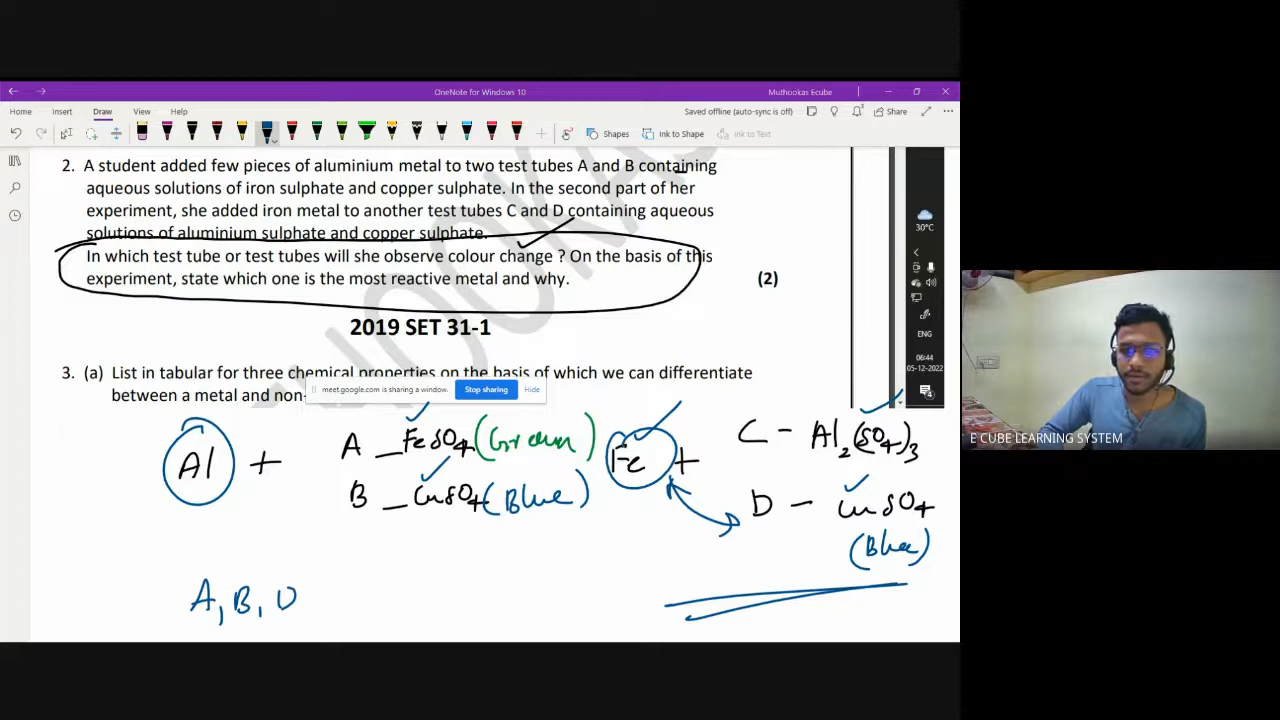 OneNote for Windows 10
Muthookas Ecube
Home Insert Draw View Help
Saved offline (auto-sync is off)
Share
Shapes
Ink to Shape
Ink to Text
2. A student added few pieces of aluminium metal to two test tubes A and B containing
aqueous solutions of iron sulphate and copper sulphate. In the second part of her
experiment, she added iron metal to another test tubes C and D containing aqueous
solutions of aluminium sulphate and copper sulphate.
In which test tube or test tubes will she observe colour change ? On the basis of this
experiment, state which one is the most reactive metal and why.
(2)
2019 SET 31-1
3. (a) List in tabular for three chemical properties on the basis of which we can differentiate
between a metal and non-
meet.google.com is sharing a window. Stop sharing Hide
Al + A _ FeSO4 (Green) Fe + C - Al2(SO4)3
B _ CuSO4 (Blue) D - CuSO4
(Blue)
A, B, D
30°C
ENG
06:44
05-12-2022
4
E CUBE LEARNING SYSTEM